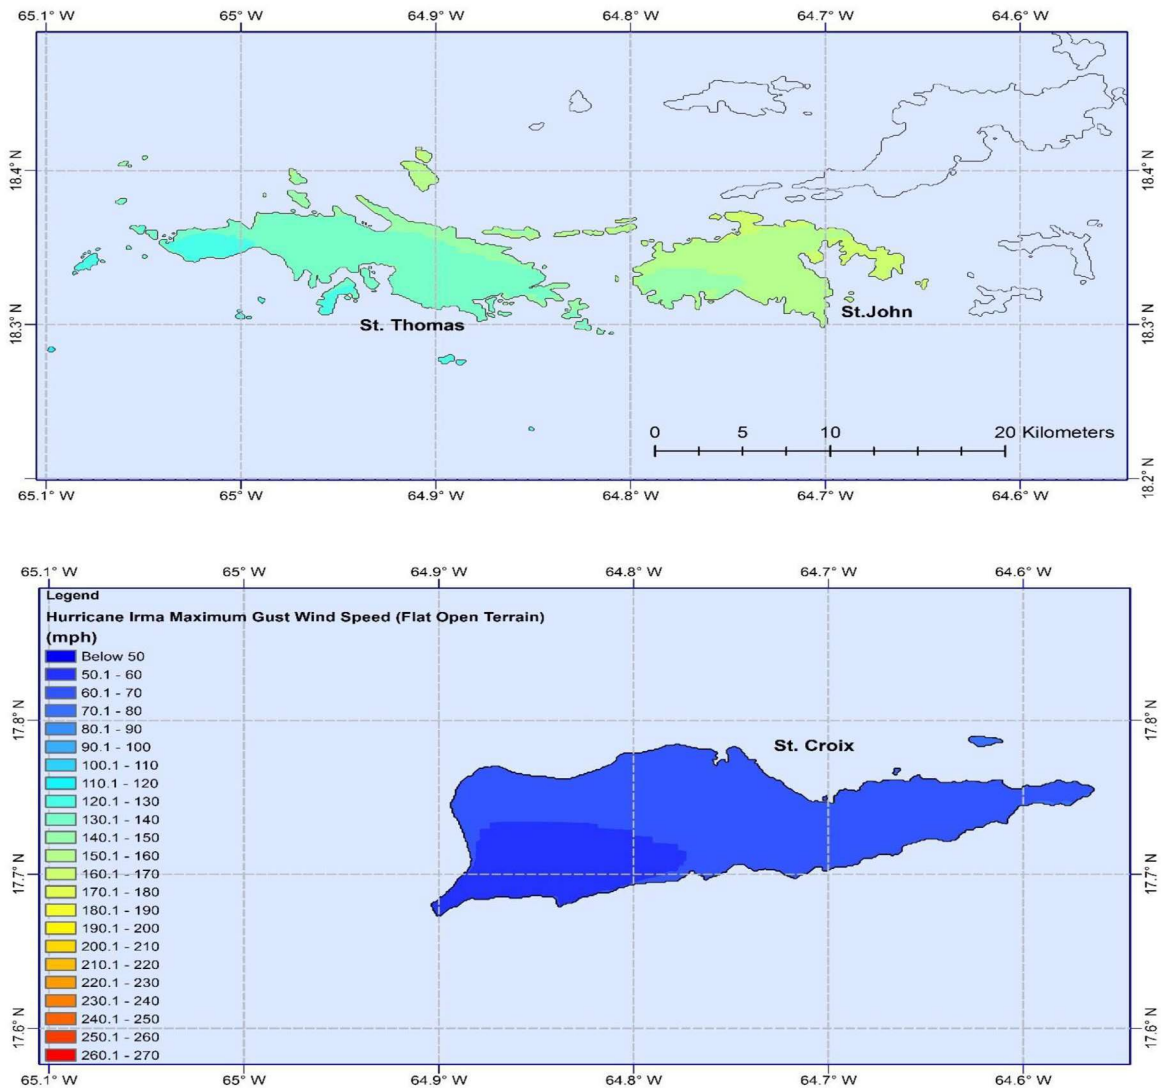 65.1° W 65° W 64.9° W 64.8° W 64.7° W 64.6° W
18.4° N 18.4° N
18.3° N 18.3° N
St. Thomas
St.John
0 5 10 20 Kilometers
18.2° N
65.1° W 65° W 64.9° W 64.8° W 64.7° W 64.6° W
65.1° W 65° W 64.9° W 64.8° W 64.7° W 64.6° W
Legend
Hurricane Irma Maximum Gust Wind Speed (Flat Open Terrain)
(mph)
Below 50
50.1 - 60
60.1 - 70
70.1 - 80
80.1 - 90
90.1 - 100
100.1 - 110
110.1 - 120
120.1 - 130
130.1 - 140
140.1 - 150
150.1 - 160
160.1 - 170
170.1 - 180
180.1 - 190
190.1 - 200
200.1 - 210
210.1 - 220
220.1 - 230
230.1 - 240
240.1 - 250
250.1 - 260
260.1 - 270
St. Croix
17.8° N 17.8° N
17.7° N 17.7° N
17.6° N 17.6° N
65.1° W 65° W 64.9° W 64.8° W 64.7° W 64.6° W